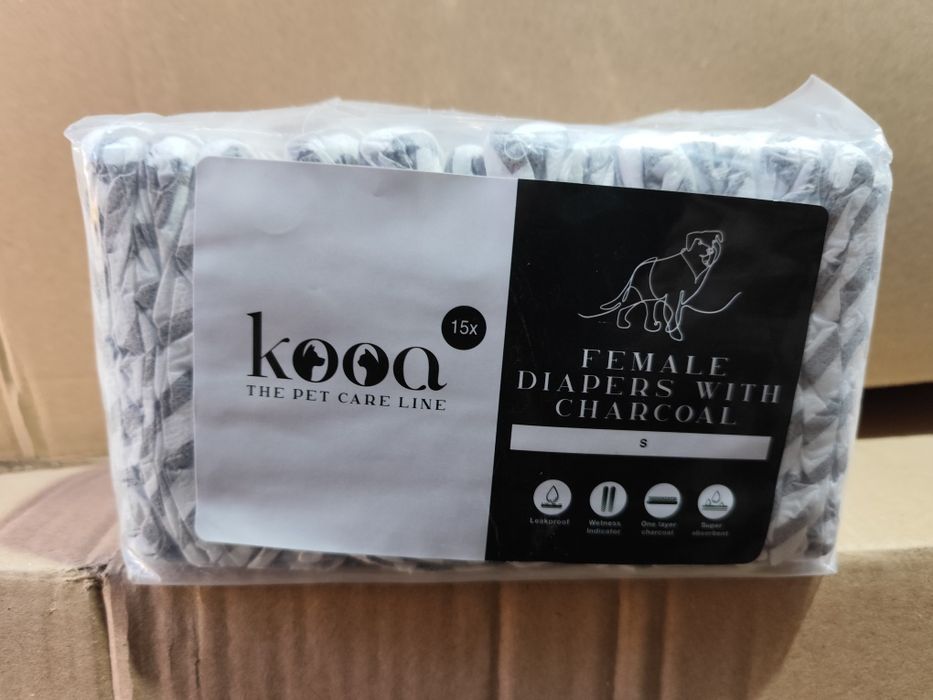 kooa
15x
THE PET CARE LINE
FEMALE
DIAPERS WITH
CHARCOAL
S
Leakproof
Wetness
Indicator
One layer
charcoal
Super
absorbent